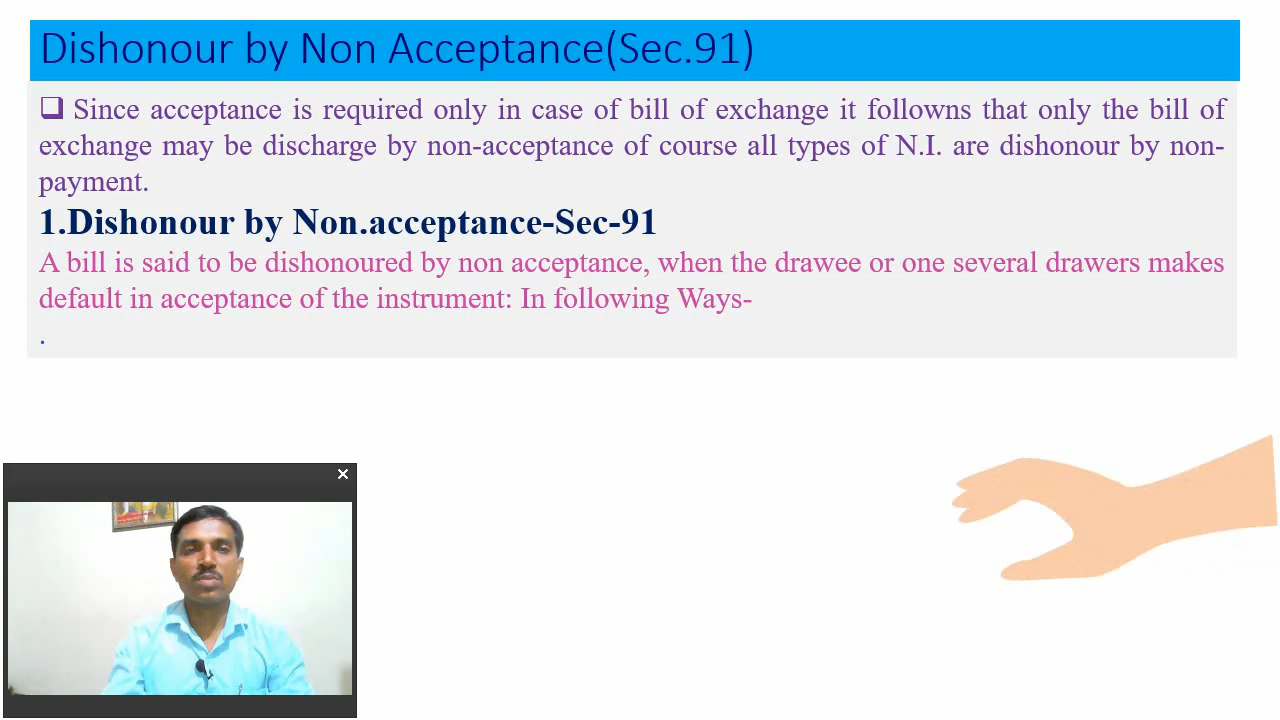 Dishonour by Non Acceptance(Sec.91)
❑ Since acceptance is required only in case of bill of exchange it followns that only the bill of
exchange may be discharge by non-acceptance of course all types of N.I. are dishonour by non-
payment.
1.Dishonour by Non.acceptance-Sec-91
A bill is said to be dishonoured by non acceptance, when the drawee or one several drawers makes
default in acceptance of the instrument: In following Ways-
.